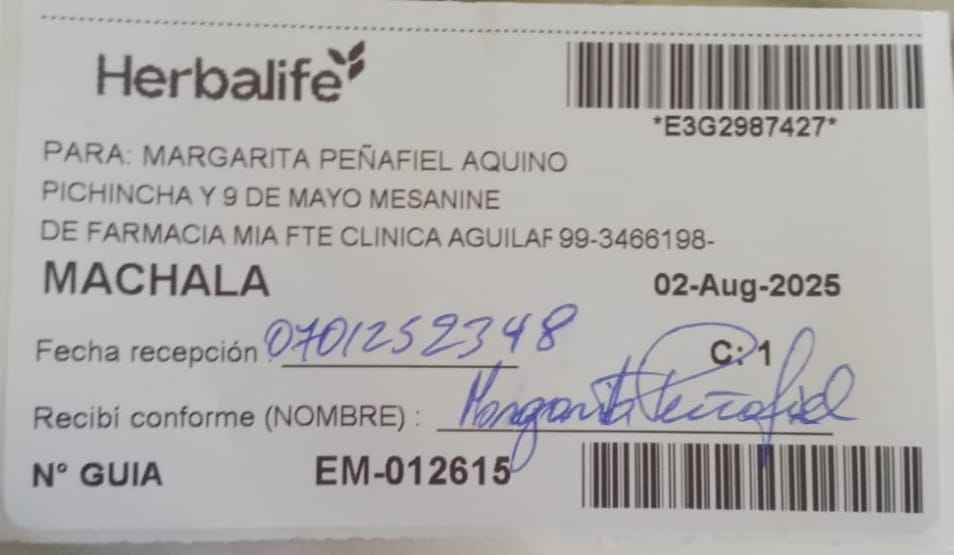 Herbalife
*E3G2987427*
PARA: MARGARITA PEÑAFIEL AQUINO
PICHINCHA Y 9 DE MAYO MESANINE
DE FARMACIA MIA FTE CLINICA AGUILAR 99-3466198-
MACHALA 02-Aug-2025
Fecha recepción 0701252348 C: 1
Recibí conforme (NOMBRE) : Margarita Peñafiel
N° GUIA EM-012615